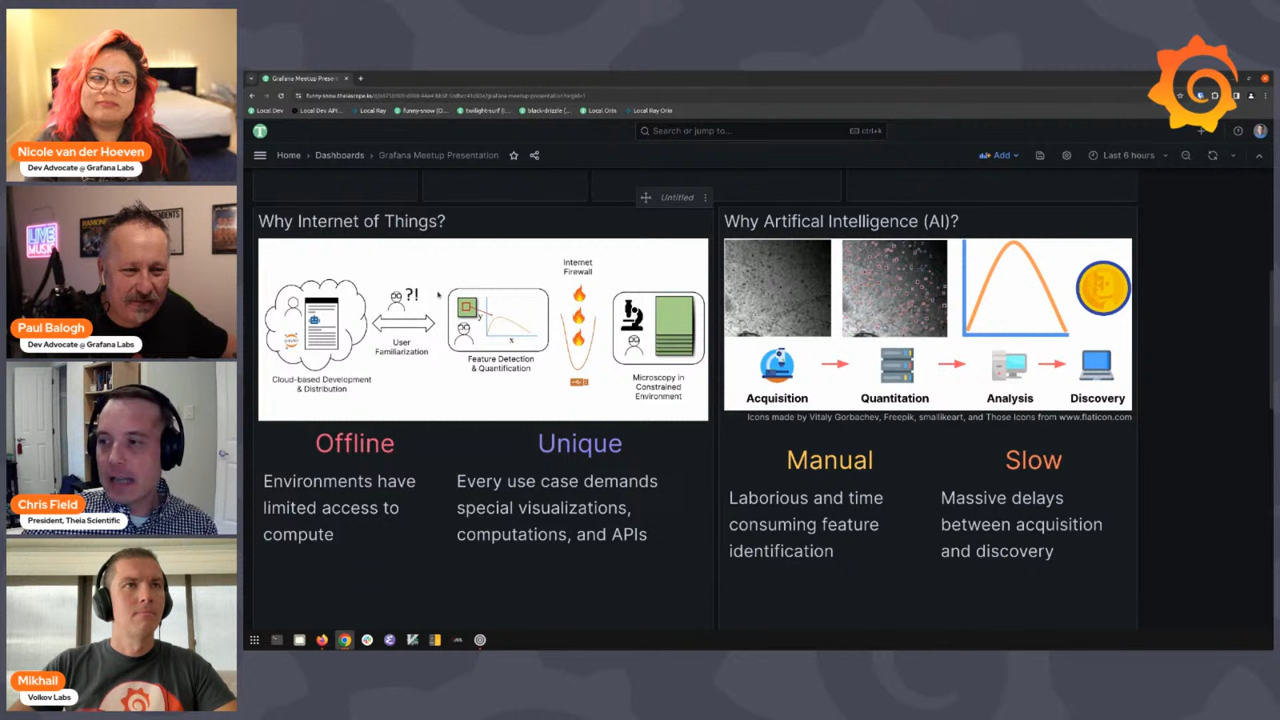 Nicole van der Hoeven
Dev Advocate @ Grafana Labs
Paul Balogh
Dev Advocate @ Grafana Labs
Chris Field
President, Theia Scientific
Mikhail
Volkov Labs
Grafana Meetup Presen
Local Dev
Local Dev API
Local Ray
Local Orin
Local Ray Orin
Search or jump to...
ctrl+k
Home › Dashboards › Grafana Meetup Presentation
Add
Last 6 hours
Untitled
Why Internet of Things?
?!
User
Familiarization
Cloud-based Development
& Distribution
y
x
Feature Detection
& Quantification
Internet
Firewall
Microscopy in
Constrained
Environment
Offline
Environments have
limited access to
compute
Unique
Every use case demands
special visualizations,
computations, and APIs
Why Artifical Intelligence (AI)?
Acquisition
Quantitation
Analysis
Discovery
Icons made by Vitaly Gorbachev, Freepik, smallikeart, and Those Icons from www.flaticon.com
Manual
Laborious and time
consuming feature
identification
Slow
Massive delays
between acquisition
and discovery